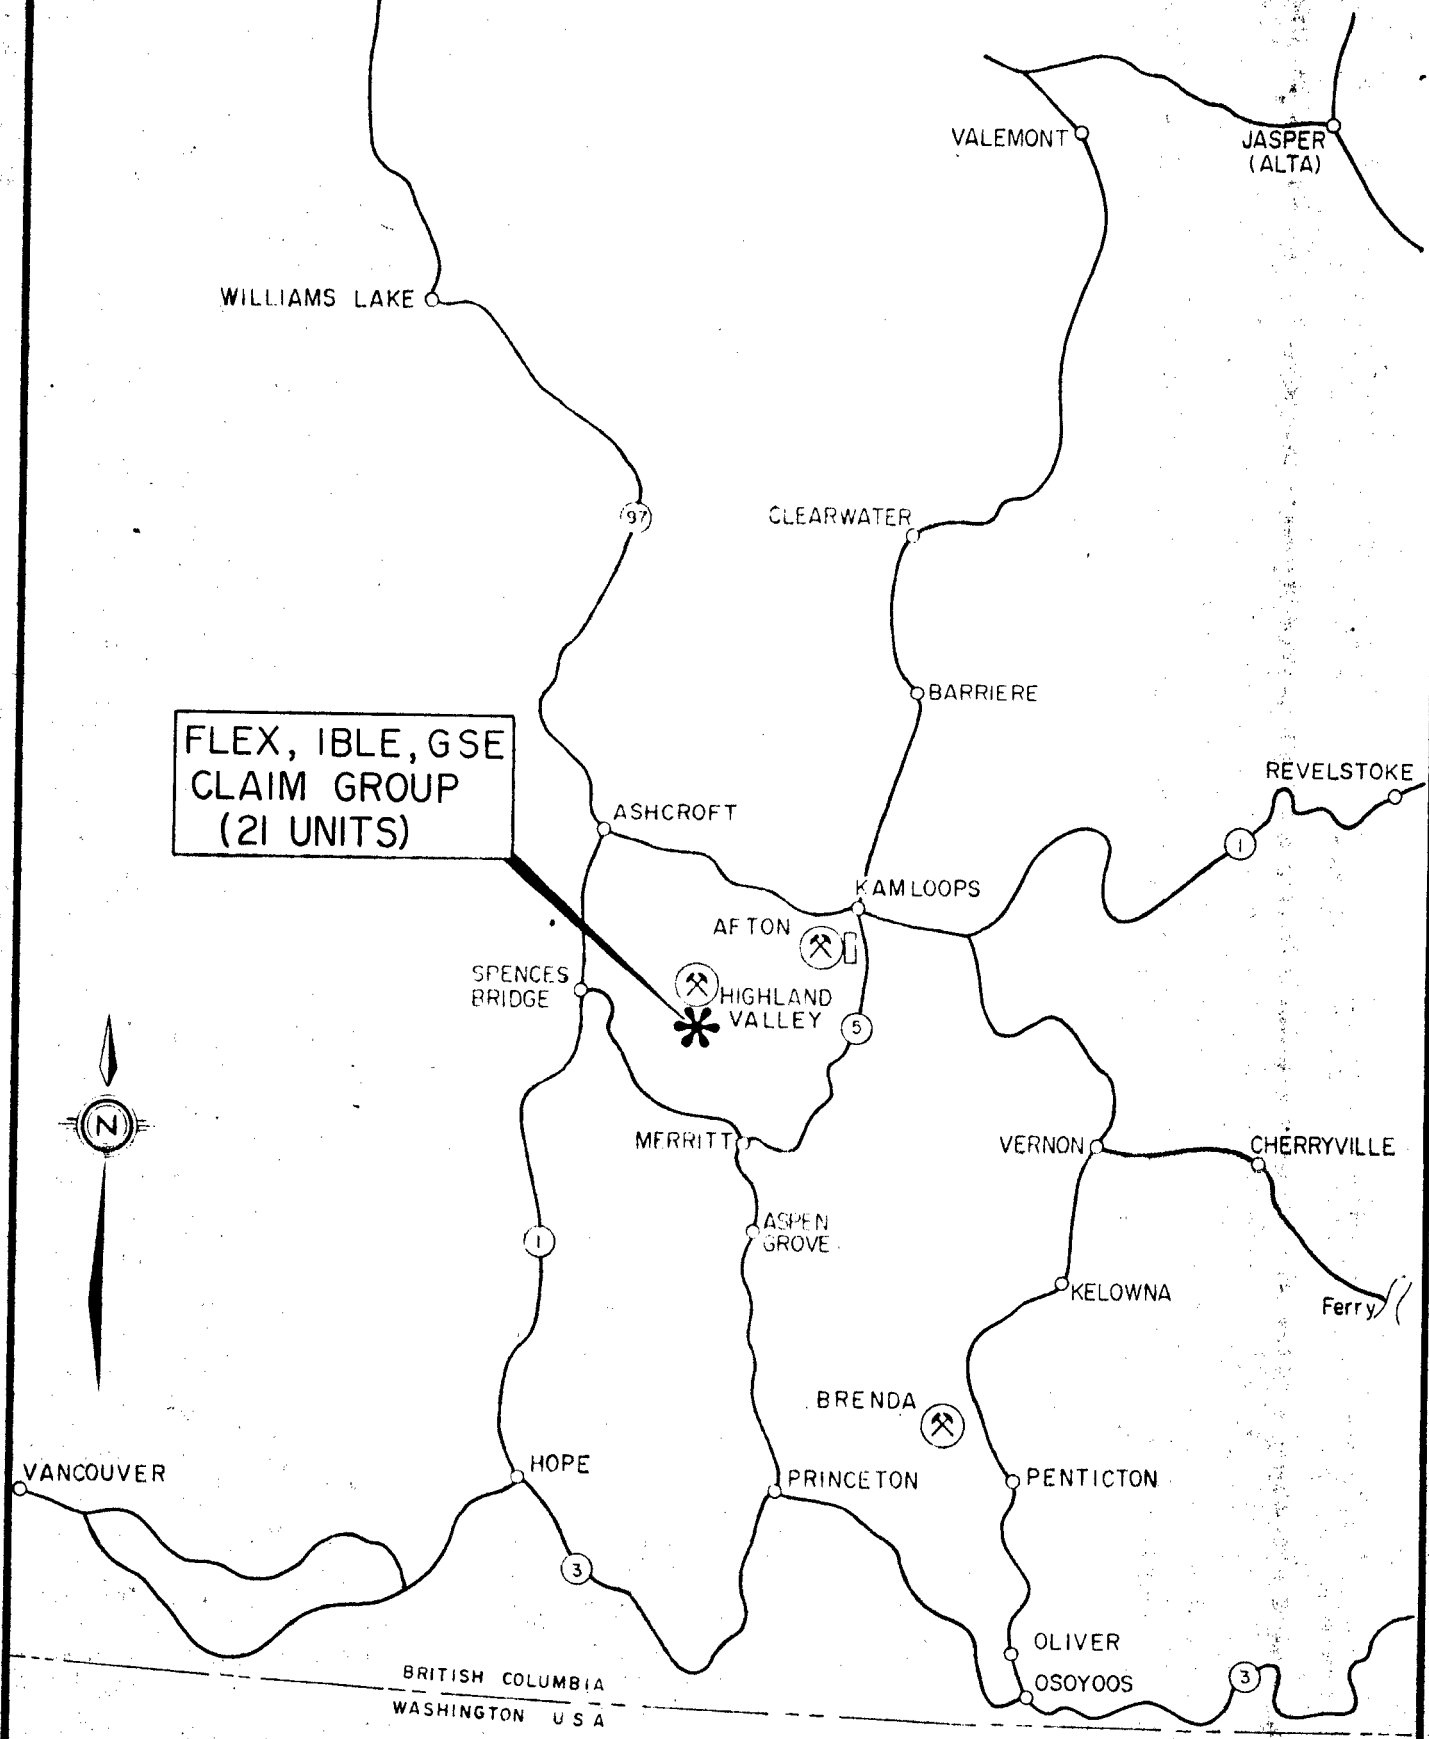 VALEMONT
JASPER
(ALTA)
WILLIAMS LAKE
97
CLEARWATER
BARRIERE
FLEX, IBLE, GSE
CLAIM GROUP
(21 UNITS)
REVELSTOKE
ASHCROFT
1
KAMLOOPS
AFTON
SPENCES
BRIDGE
HIGHLAND
VALLEY
5
N
MERRITT
VERNON
CHERRYVILLE
ASPEN
GROVE
1
KELOWNA
Ferry
BRENDA
VANCOUVER
HOPE
PRINCETON
PENTICTON
3
OLIVER
OSOYOOS
3
BRITISH COLUMBIA
WASHINGTON U S A